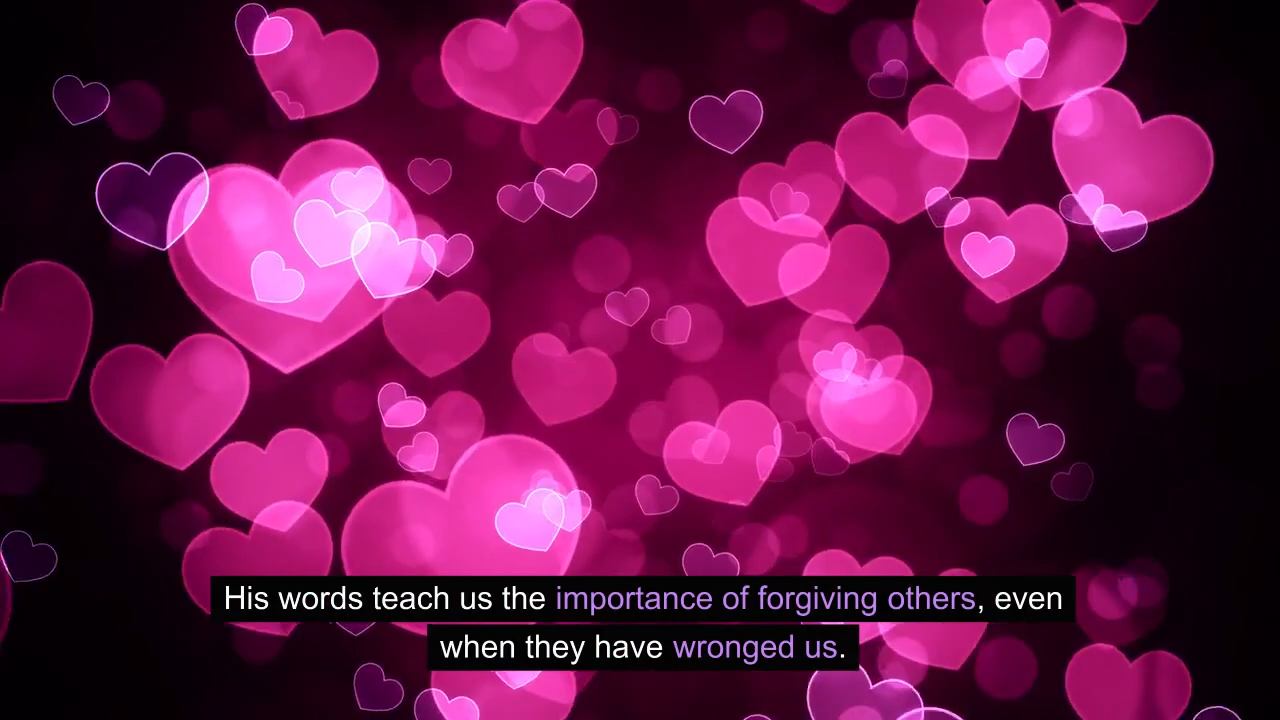 His words teach us the importance of forgiving others, even
when they have wronged us.